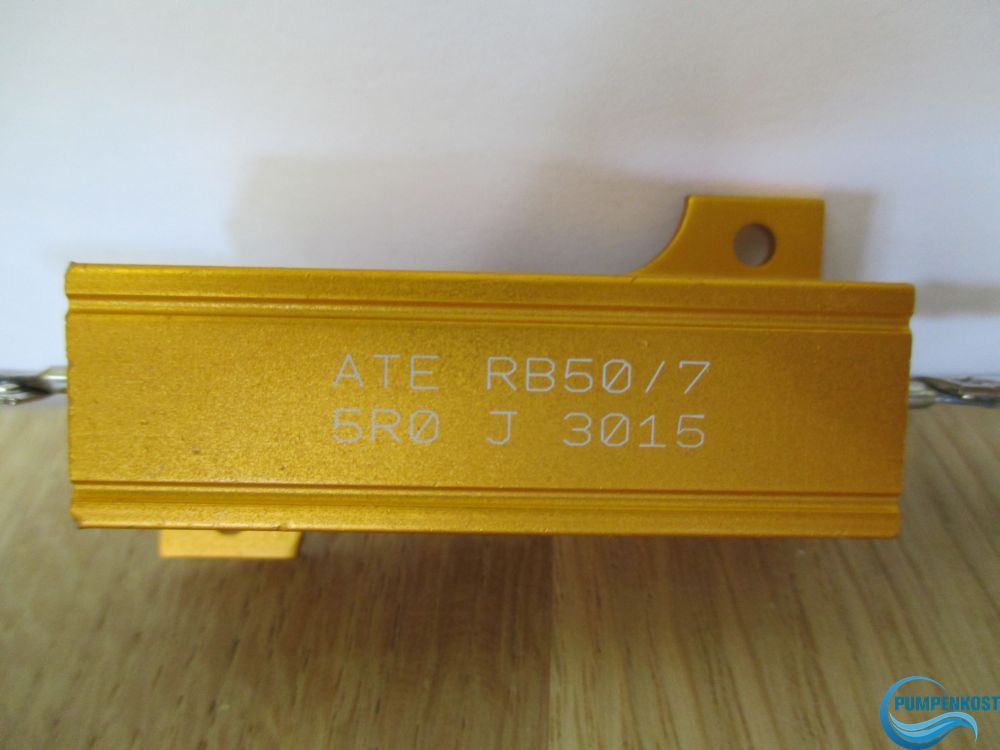 ATE RB50/7
5R0 J 3015
PUMPENKOST